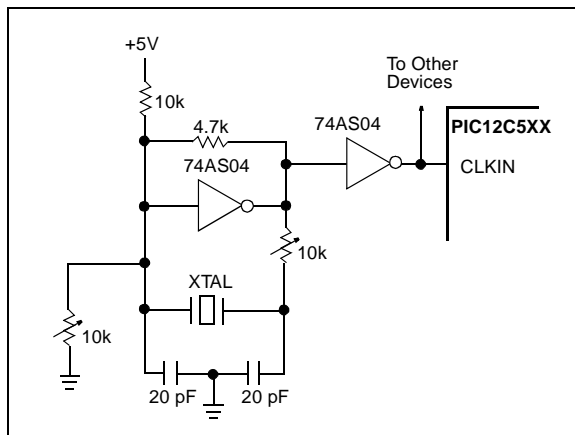 +5V
To Other
Devices
10k
4.7k
74AS04
PIC12C5XX
74AS04
CLKIN
10k
XTAL
10k
20 pF
20 pF